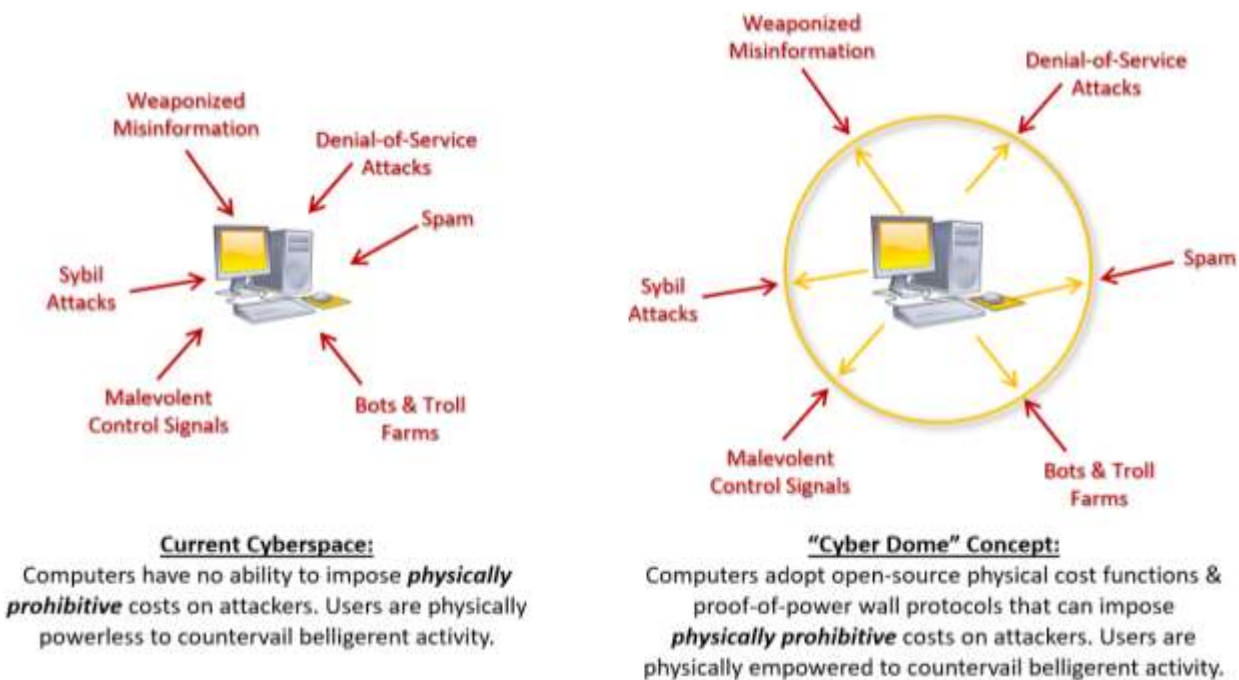 Weaponized
Misinformation
Denial-of-Service
Attacks
Spam
Sybil
Attacks
Malevolent
Control Signals
Bots & Troll
Farms
Current Cyberspace:
Computers have no ability to impose physically
prohibitive costs on attackers. Users are physically
powerless to countervail belligerent activity.
Weaponized
Misinformation
Denial-of-Service
Attacks
Spam
Sybil
Attacks
Malevolent
Control Signals
Bots & Troll
Farms
“Cyber Dome” Concept:
Computers adopt open-source physical cost functions &
proof-of-power wall protocols that can impose
physically prohibitive costs on attackers. Users are
physically empowered to countervail belligerent activity.